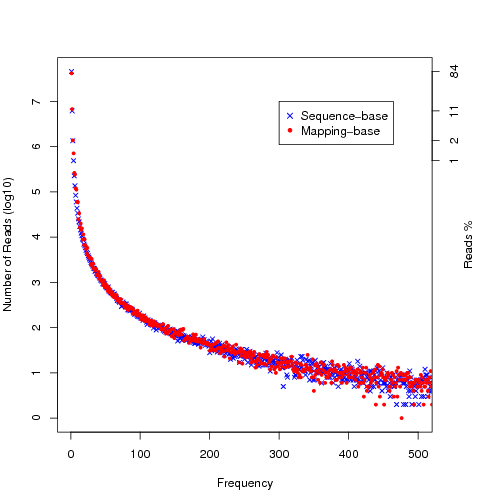 84
11
2
1
7
6
5
4
3
2
1
0
Sequence-base
Mapping-base
Number of Reads (log10)
Reads %
0 100 200 300 400 500
Frequency